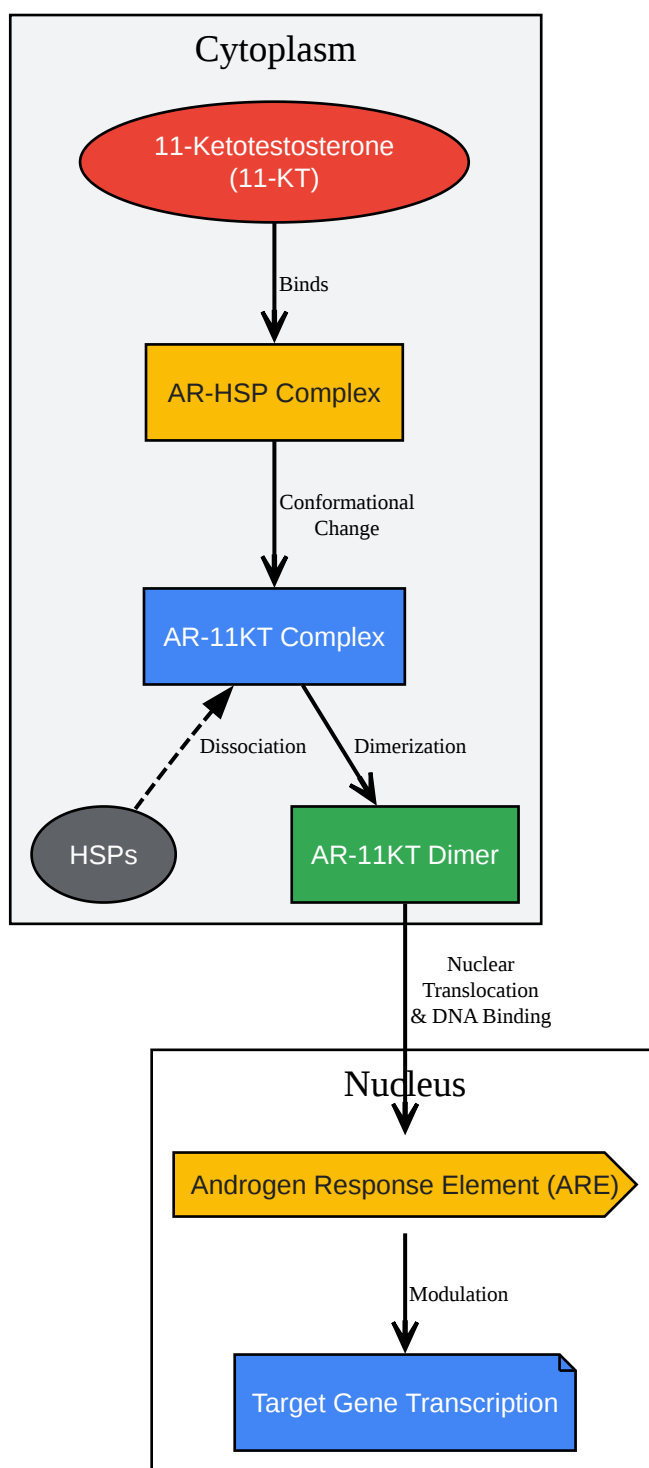 Cytoplasm
11-Ketotestosterone
(11-KT)
Binds
AR-HSP Complex
Conformational
Change
AR-11KT Complex
Dissociation
Dimerization
HSPs
AR-11KT Dimer
Nuclear
Translocation
& DNA Binding
Nucleus
Androgen Response Element (ARE)
Modulation
Target Gene Transcription